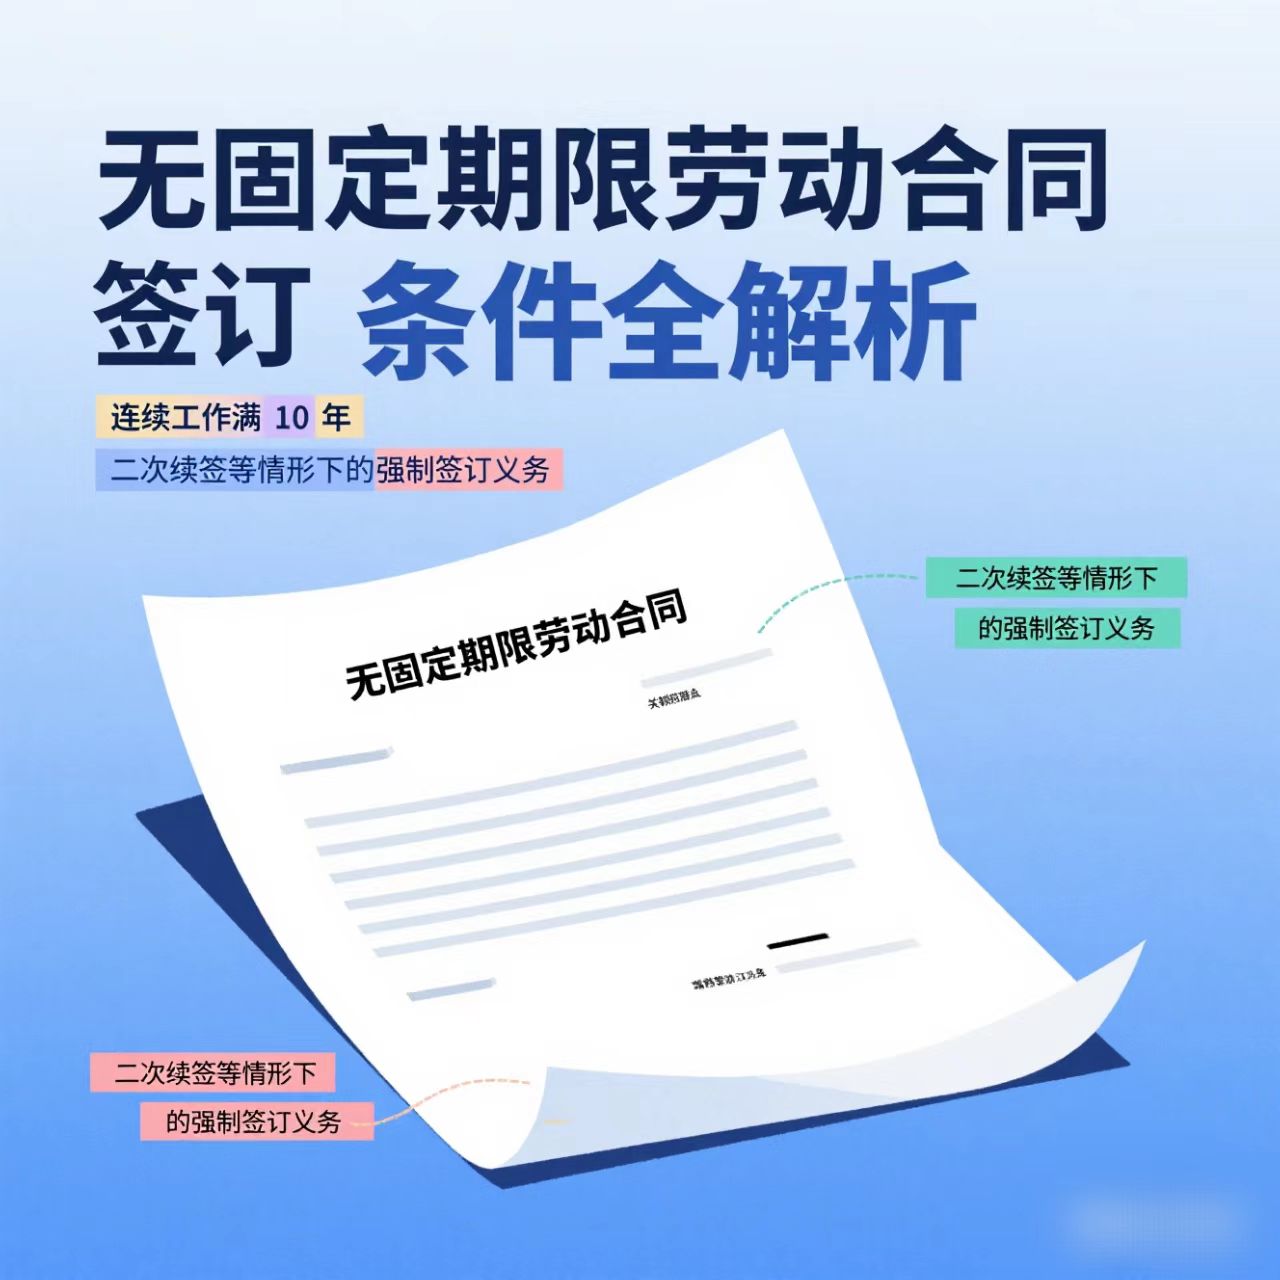 无固定期限劳动合同
签订 条件全解析
连续工作满 10 年
二次续签等情形下的强制签订义务
二次续签等情形下
的强制签订义务
无固定期限劳动合同
二次续签等情形下
的强制签订义务